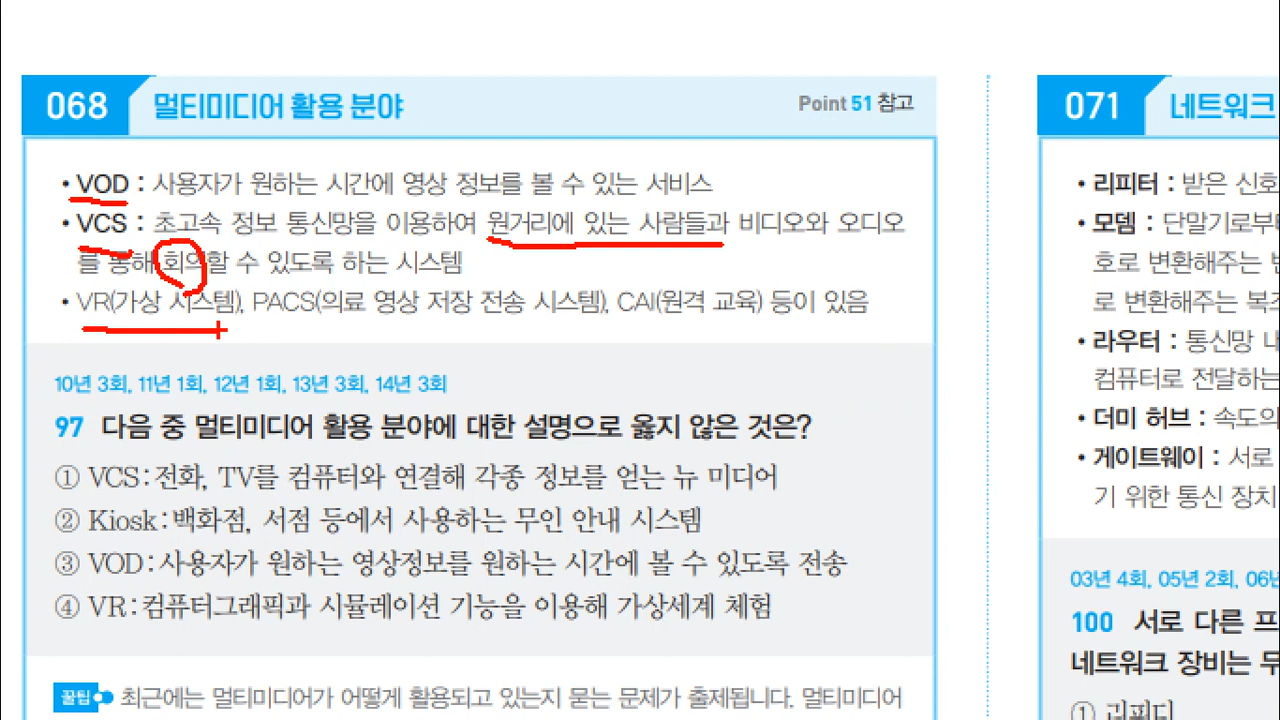 068 멀티미디어 활용 분야 Point 51 참고
• VOD : 사용자가 원하는 시간에 영상 정보를 볼 수 있는 서비스
• VCS : 초고속 정보 통신망을 이용하여 원거리에 있는 사람들과 비디오와 오디오
를 통해 회의할 수 있도록 하는 시스템
• VR(가상 시스템), PACS(의료 영상 저장 전송 시스템), CAI(원격 교육) 등이 있음
10년 3회, 11년 1회, 12년 1회, 13년 3회, 14년 3회
97 다음 중 멀티미디어 활용 분야에 대한 설명으로 옳지 않은 것은?
① VCS : 전화, TV를 컴퓨터와 연결해 각종 정보를 얻는 뉴 미디어
② Kiosk : 백화점, 서점 등에서 사용하는 무인 안내 시스템
③ VOD : 사용자가 원하는 영상정보를 원하는 시간에 볼 수 있도록 전송
④ VR : 컴퓨터그래픽과 시뮬레이션 기능을 이용해 가상세계 체험
꿀팁 최근에는 멀티미디어가 어떻게 활용되고 있는지 묻는 문제가 출제됩니다. 멀티미디어
071 네트워크
• 리피터 : 받은 신호
• 모뎀 : 단말기로부
호로 변환해주는
로 변환해주는 복조
• 라우터 : 통신망 내
컴퓨터로 전달하는
• 더미 허브 : 속도의
• 게이트웨이 : 서로
기 위한 통신 장치
03년 4회, 05년 2회, 06년
100 서로 다른 프
네트워크 장비는 무
① 리피터